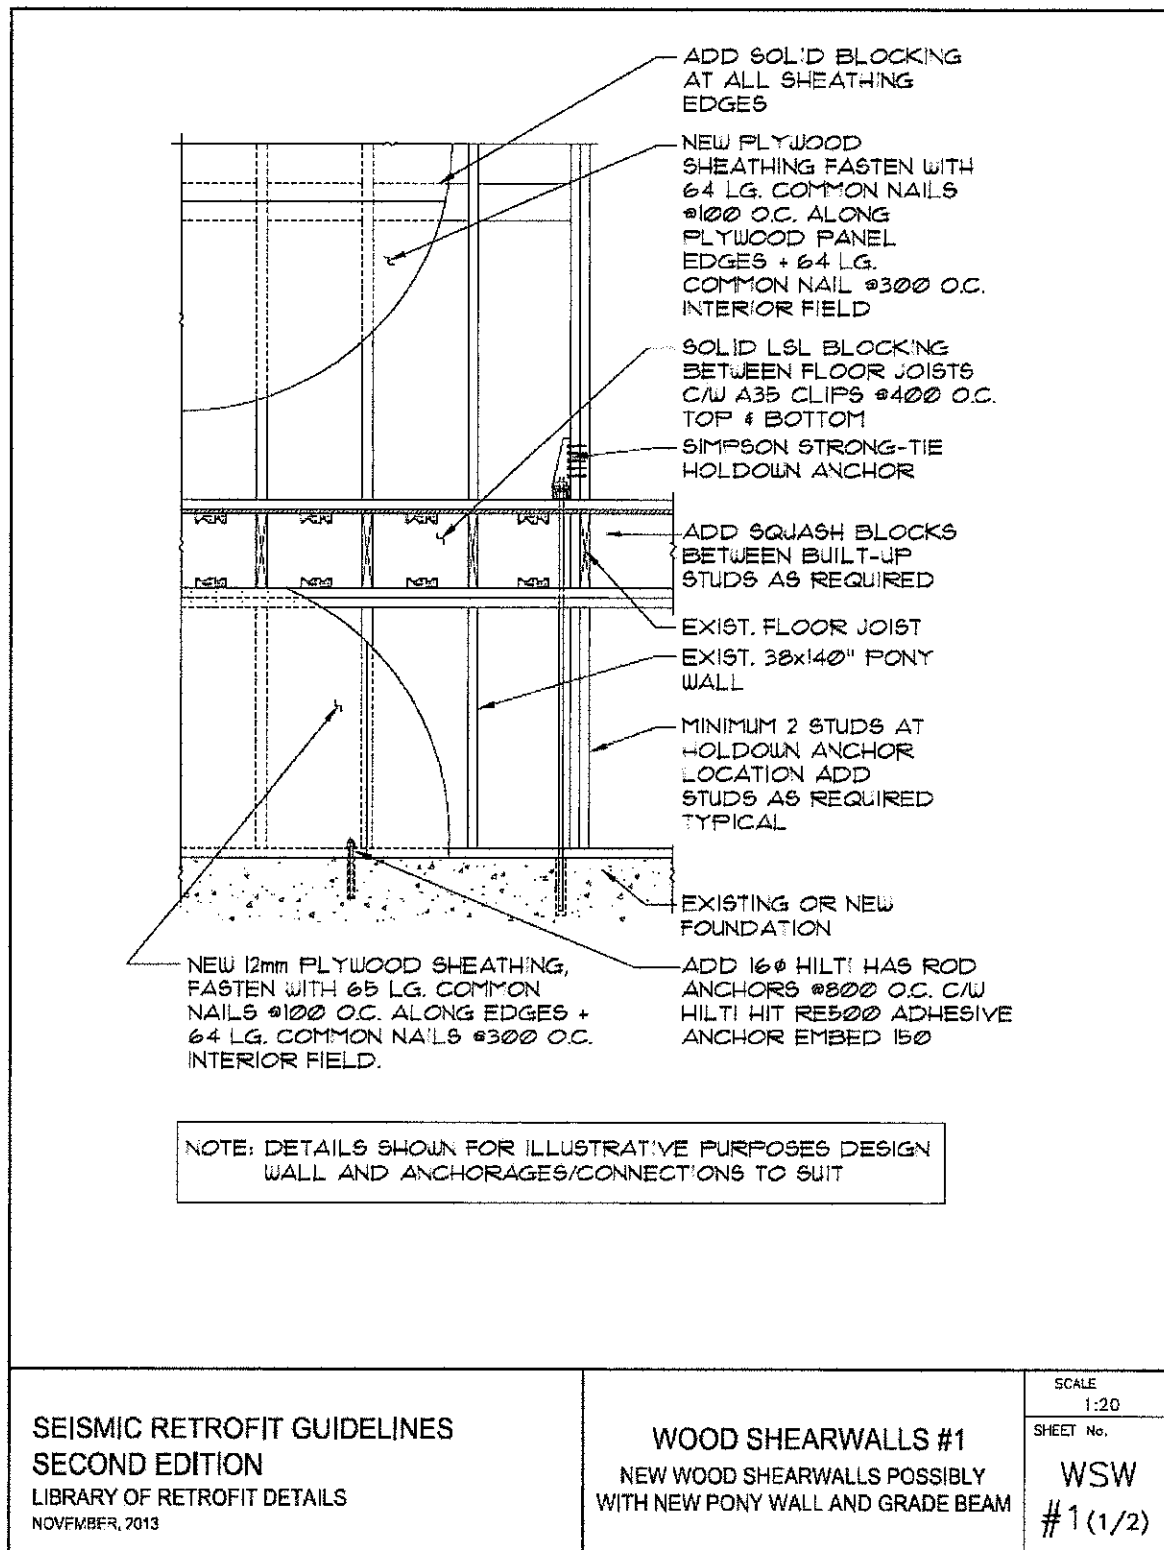 ADD SOLID BLOCKING
AT ALL SHEATHING
EDGES
NEW PLYWOOD
SHEATHING FASTEN WITH
64 LG. COMMON NAILS
@100 O.C. ALONG
PLYWOOD PANEL
EDGES + 64 LG.
COMMON NAIL @300 O.C.
INTERIOR FIELD
SOLID LSL BLOCKING
BETWEEN FLOOR JOISTS
C/W A35 CLIPS @400 O.C.
TOP & BOTTOM
SIMPSON STRONG-TIE
HOLDOWN ANCHOR
ADD SQUASH BLOCKS
BETWEEN BUILT-UP
STUDS AS REQUIRED
EXIST. FLOOR JOIST
EXIST. 38x140" PONY
WALL
MINIMUM 2 STUDS AT
HOLDOWN ANCHOR
LOCATION ADD
STUDS AS REQUIRED
TYPICAL
EXISTING OR NEW
FOUNDATION
ADD 16ø HILTI HAS ROD
ANCHORS @800 O.C. C/W
HILTI HIT RE500 ADHESIVE
ANCHOR EMBED 150
NEW 12mm PLYWOOD SHEATHING,
FASTEN WITH 65 LG. COMMON
NAILS @100 O.C. ALONG EDGES +
64 LG. COMMON NAILS @300 O.C.
INTERIOR FIELD.
NOTE: DETAILS SHOWN FOR ILLUSTRATIVE PURPOSES DESIGN
WALL AND ANCHORAGES/CONNECTIONS TO SUIT
SEISMIC RETROFIT GUIDELINES
SECOND EDITION
LIBRARY OF RETROFIT DETAILS
NOVEMBER, 2013
WOOD SHEARWALLS #1
NEW WOOD SHEARWALLS POSSIBLY
WITH NEW PONY WALL AND GRADE BEAM
SCALE
1:20
SHEET No.
WSW
#1 (1/2)